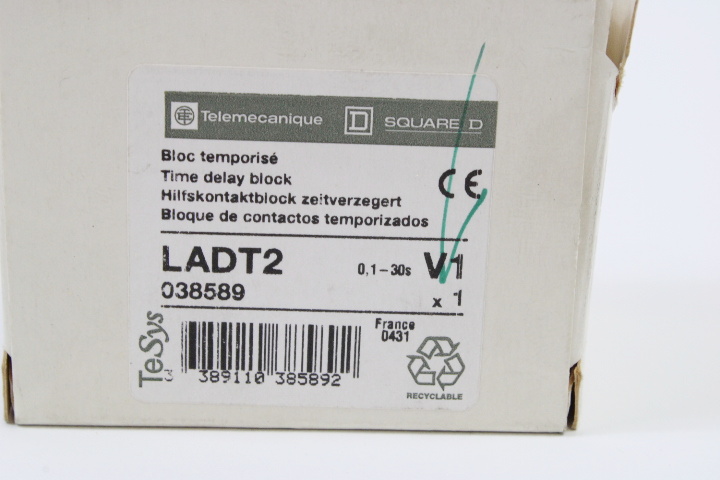 Telemecanique SQUARE D
Bloc temporisé
Time delay block
Hilfskontaktblock zeitverzegert
Bloque de contactos temporizados
CE
LADT2 0,1-30s V1
038589 x 1
TeSys
France
0431
3 389110 385892
RECYCLABLE